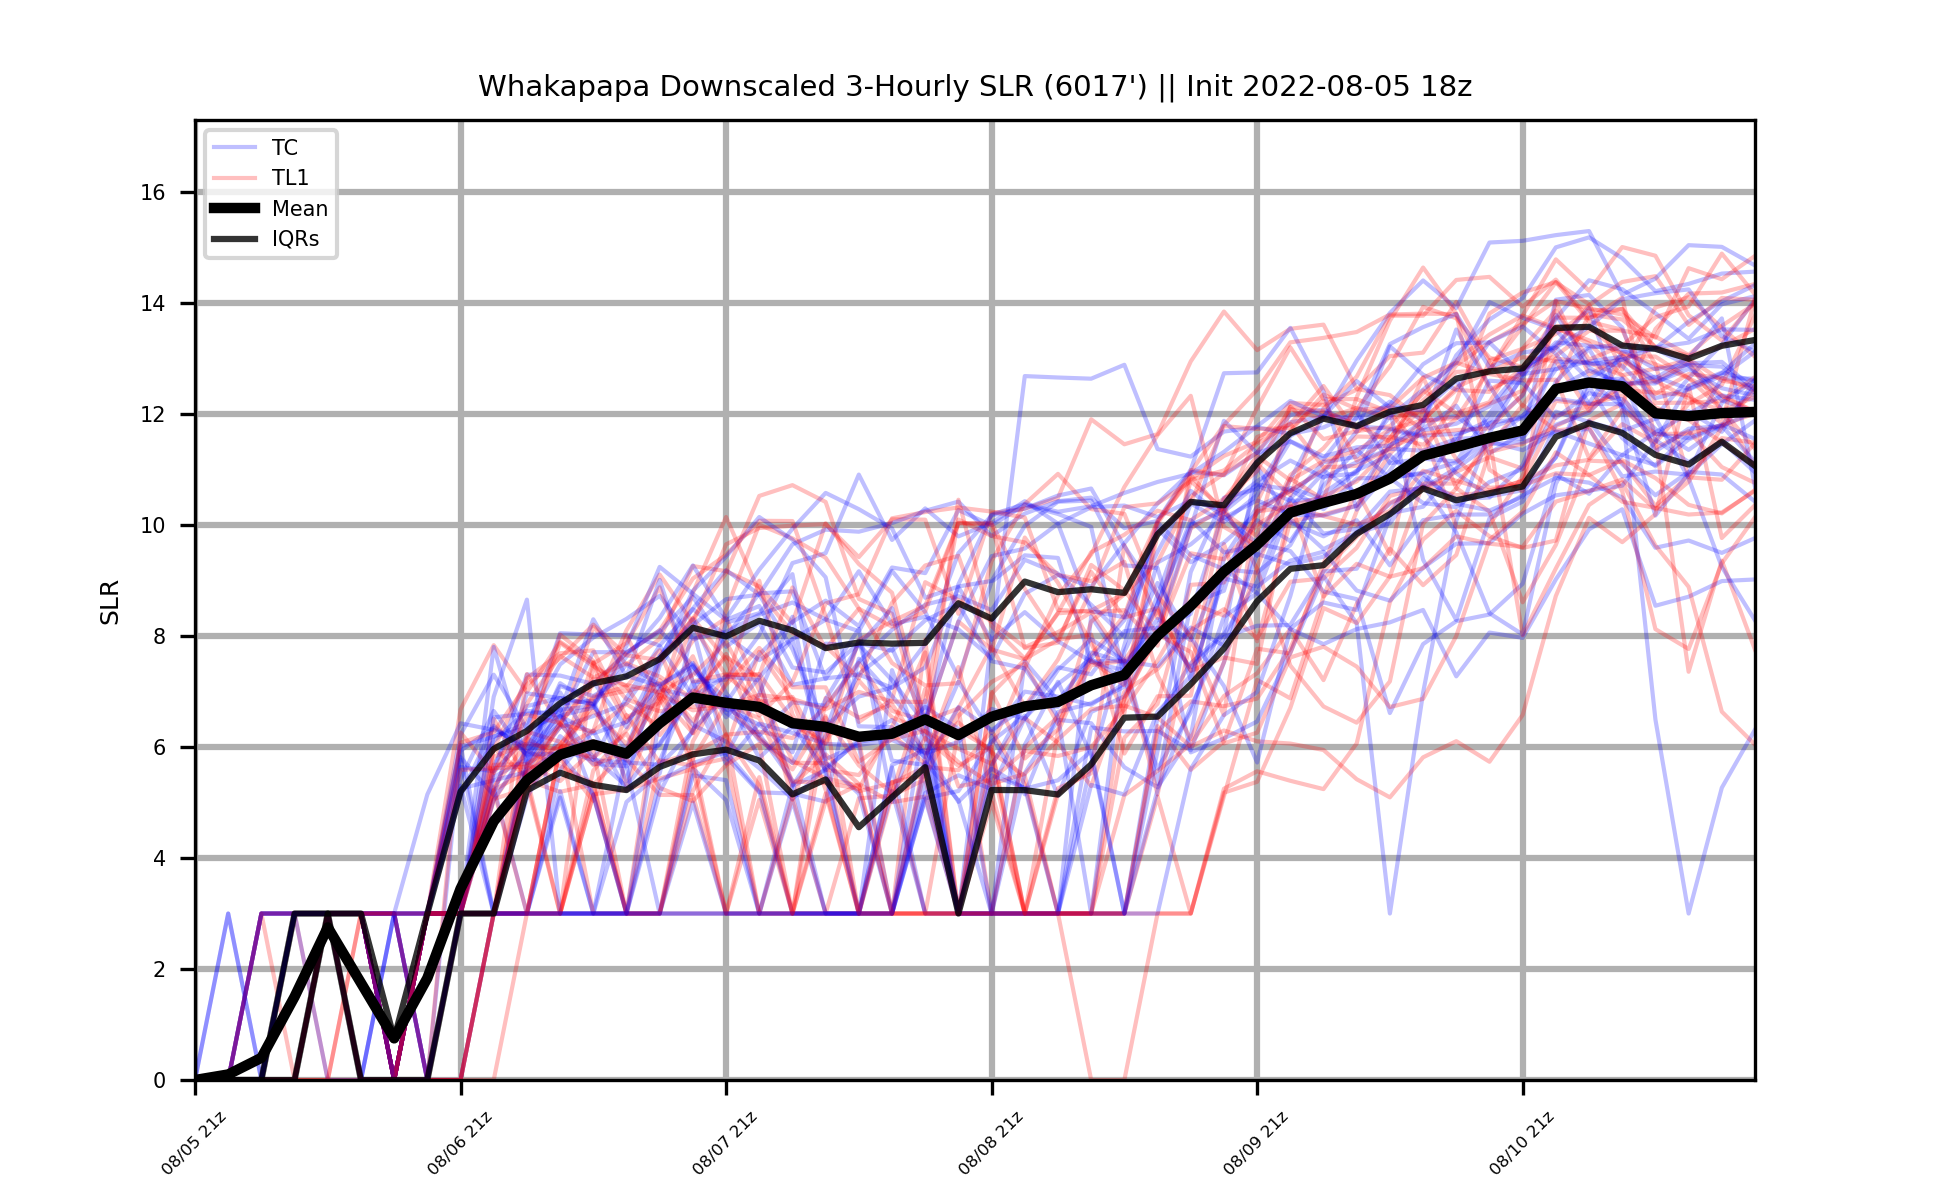 Whakapapa Downscaled 3-Hourly SLR (6017') || Init 2022-08-05 18z
TC
TL1
Mean
IQRs
SLR
16
14
12
10
8
6
4
2
0
08/05 21z
08/06 21z
08/07 21z
08/08 21z
08/09 21z
08/10 21z